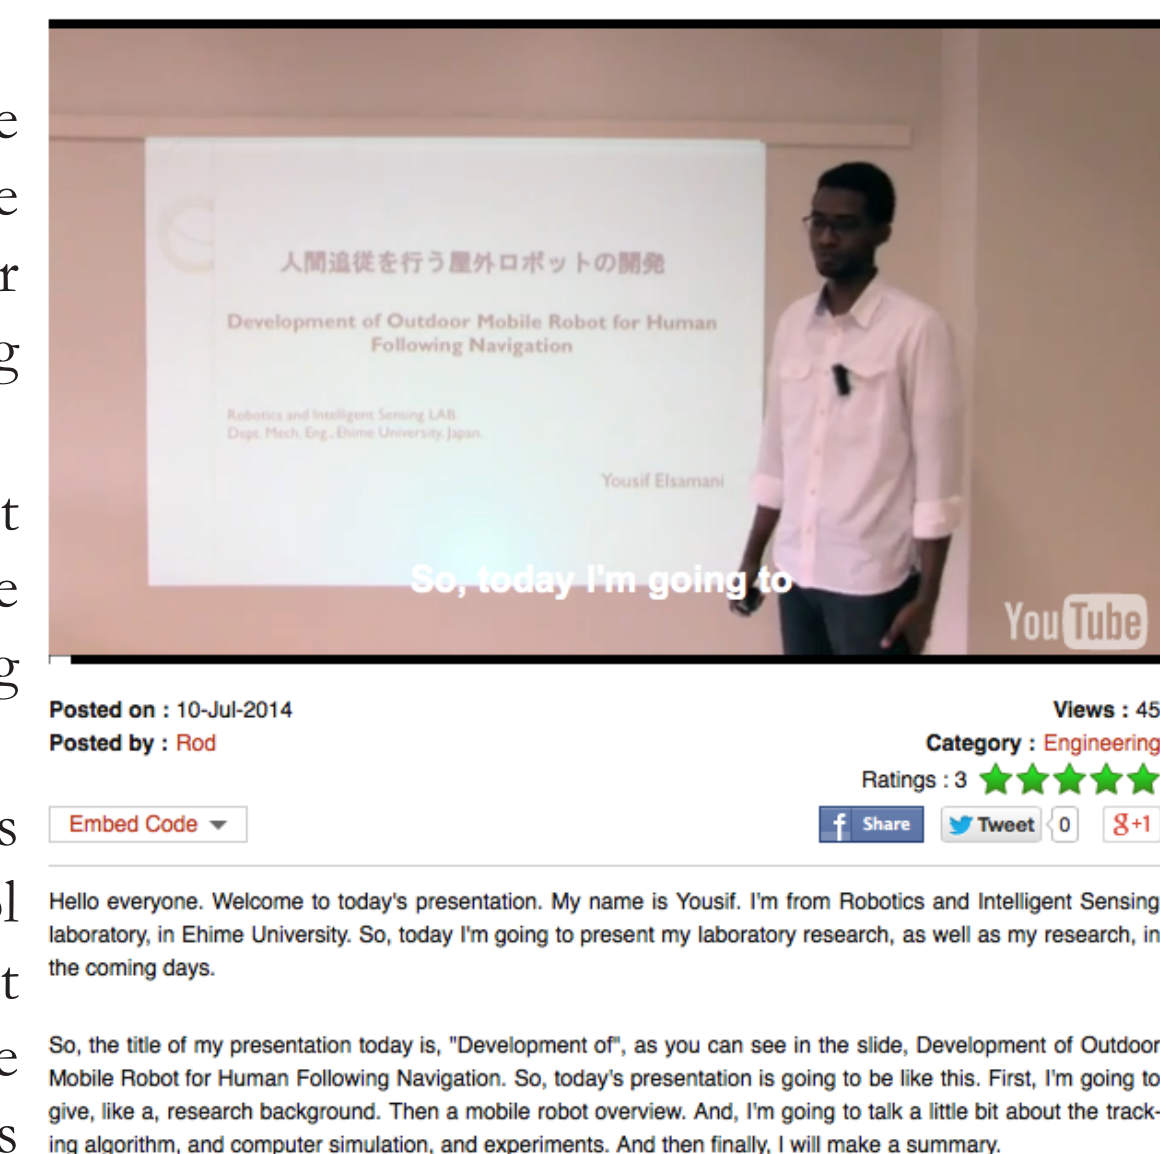 e
e
r
g
t
e
g
s
ol
t
e
s
人間追従を行う屋外ロボットの開発
Development of Outdoor Mobile Robot for Human
Following Navigation
Robotics and Intelligent Sensing LAB.
Dept. Mech. Eng., Ehime University, Japan.
Yousif Elsamani
So, today I'm going to
YouTube
Posted on : 10-Jul-2014
Views : 45
Posted by : Rod
Category : Engineering
Ratings : 3
Embed Code
f Share
Tweet
0
g+1
Hello everyone. Welcome to today's presentation. My name is Yousif. I'm from Robotics and Intelligent Sensing
laboratory, in Ehime University. So, today I'm going to present my laboratory research, as well as my research, in
the coming days.
So, the title of my presentation today is, "Development of", as you can see in the slide, Development of Outdoor
Mobile Robot for Human Following Navigation. So, today's presentation is going to be like this. First, I'm going to
give, like a, research background. Then a mobile robot overview. And, I'm going to talk a little bit about the track-
ing algorithm, and computer simulation, and experiments. And then finally, I will make a summary.